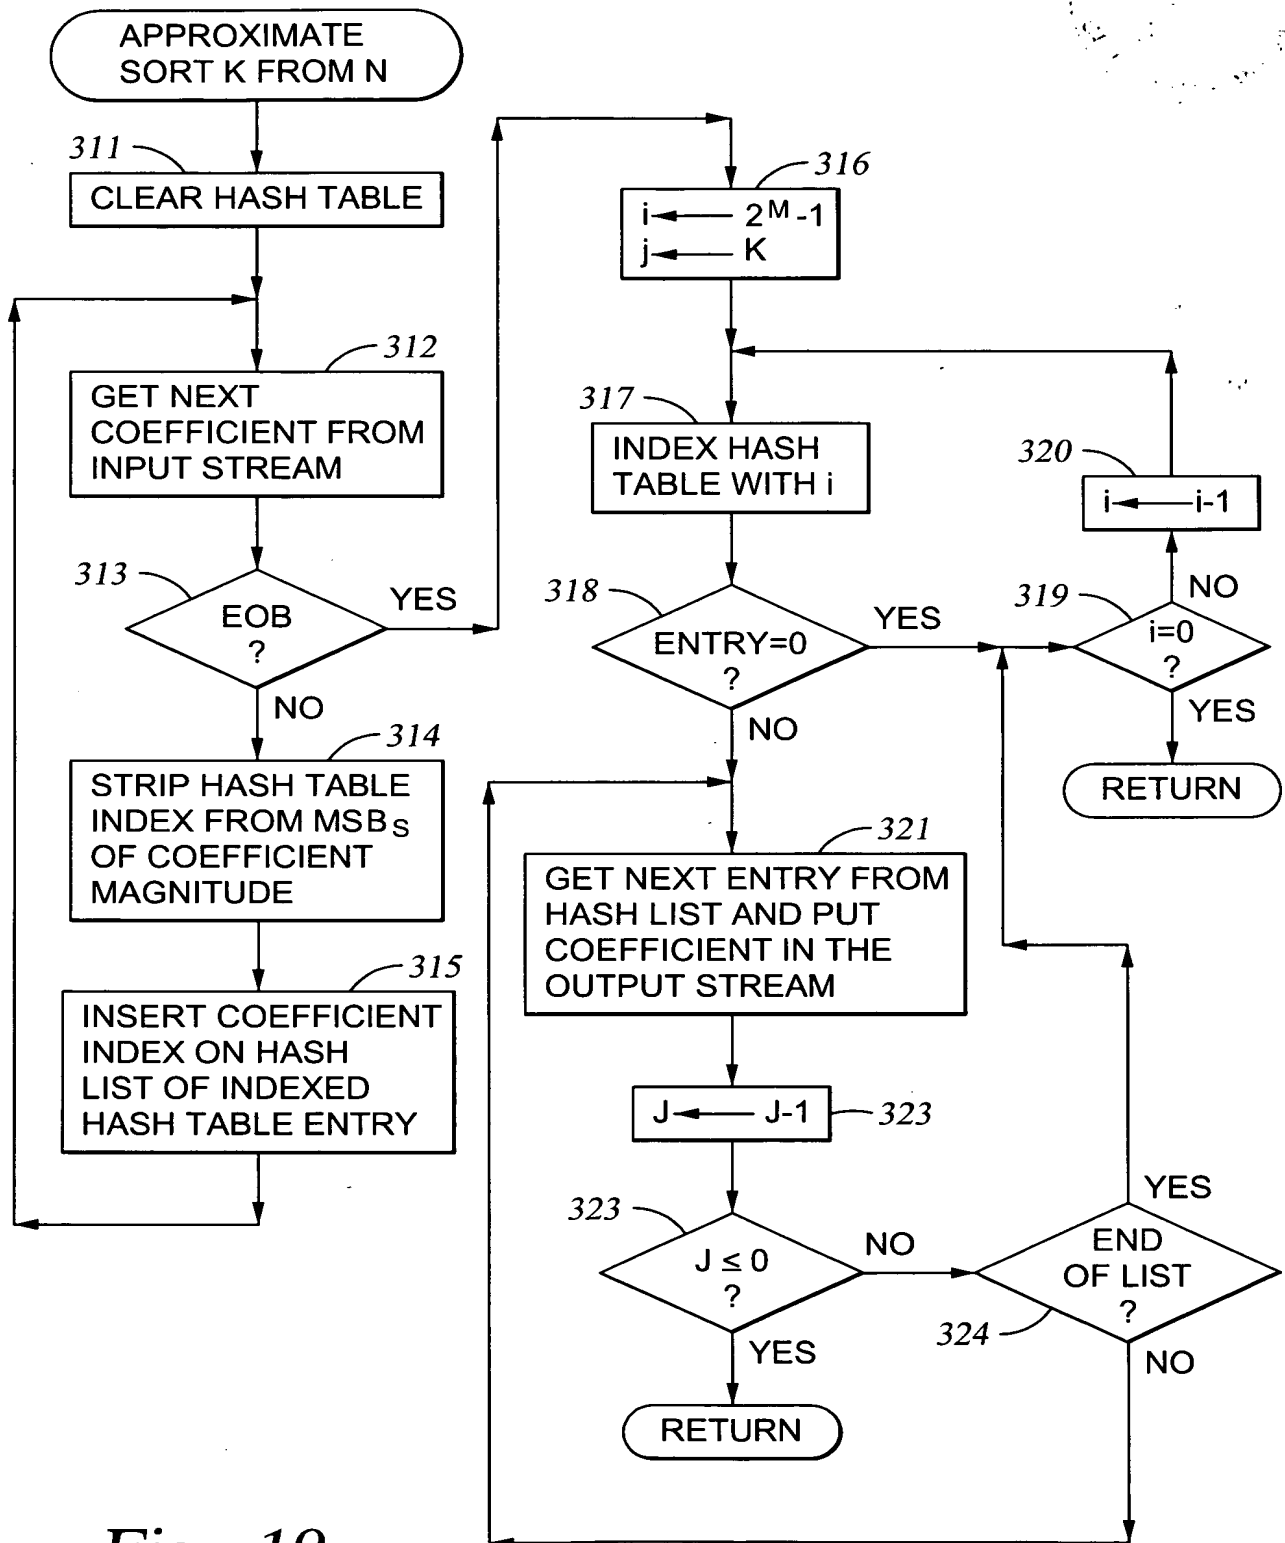 APPROXIMATE
SORT K FROM N
311
CLEAR HASH TABLE
312
GET NEXT
COEFFICIENT FROM
INPUT STREAM
313
EOB
?
YES
NO
314
STRIP HASH TABLE
INDEX FROM MSBS
OF COEFFICIENT
MAGNITUDE
315
INSERT COEFFICIENT
INDEX ON HASH
LIST OF INDEXED
HASH TABLE ENTRY
316
i ← 2^M-1
j ← K
317
INDEX HASH
TABLE WITH i
318
ENTRY=0
?
YES
NO
319
i=0
?
NO
YES
320
i ← i-1
RETURN
321
GET NEXT ENTRY FROM
HASH LIST AND PUT
COEFFICIENT IN THE
OUTPUT STREAM
J ← J-1
323
323
J ≤ 0
?
NO
YES
RETURN
324
END
OF LIST
?
YES
NO